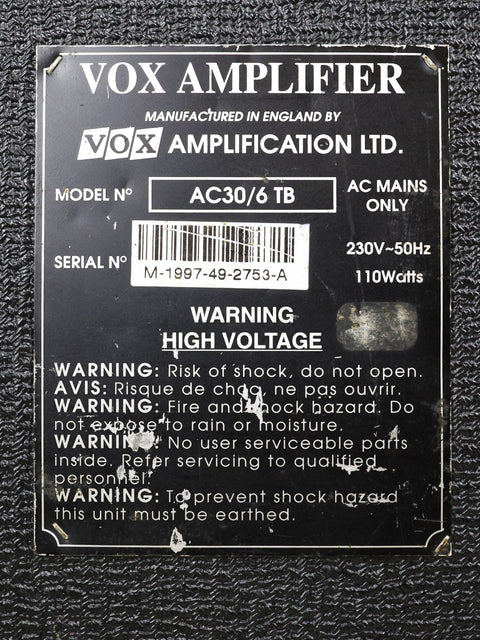 VOX AMPLIFIER
MANUFACTURED IN ENGLAND BY
VOX AMPLIFICATION LTD.
MODEL Nº AC30/6 TB AC MAINS ONLY
SERIAL Nº M-1997-49-2753-A 230V~50Hz
110Watts
WARNING
HIGH VOLTAGE
WARNING: Risk of shock, do not open.
AVIS: Risque de choc, ne pas ouvrir.
WARNING: Fire and shock hazard. Do
not expose to rain or moisture.
WARNING: No user serviceable parts
inside. Refer servicing to qualified
personnel.
WARNING: To prevent shock hazard
this unit must be earthed.